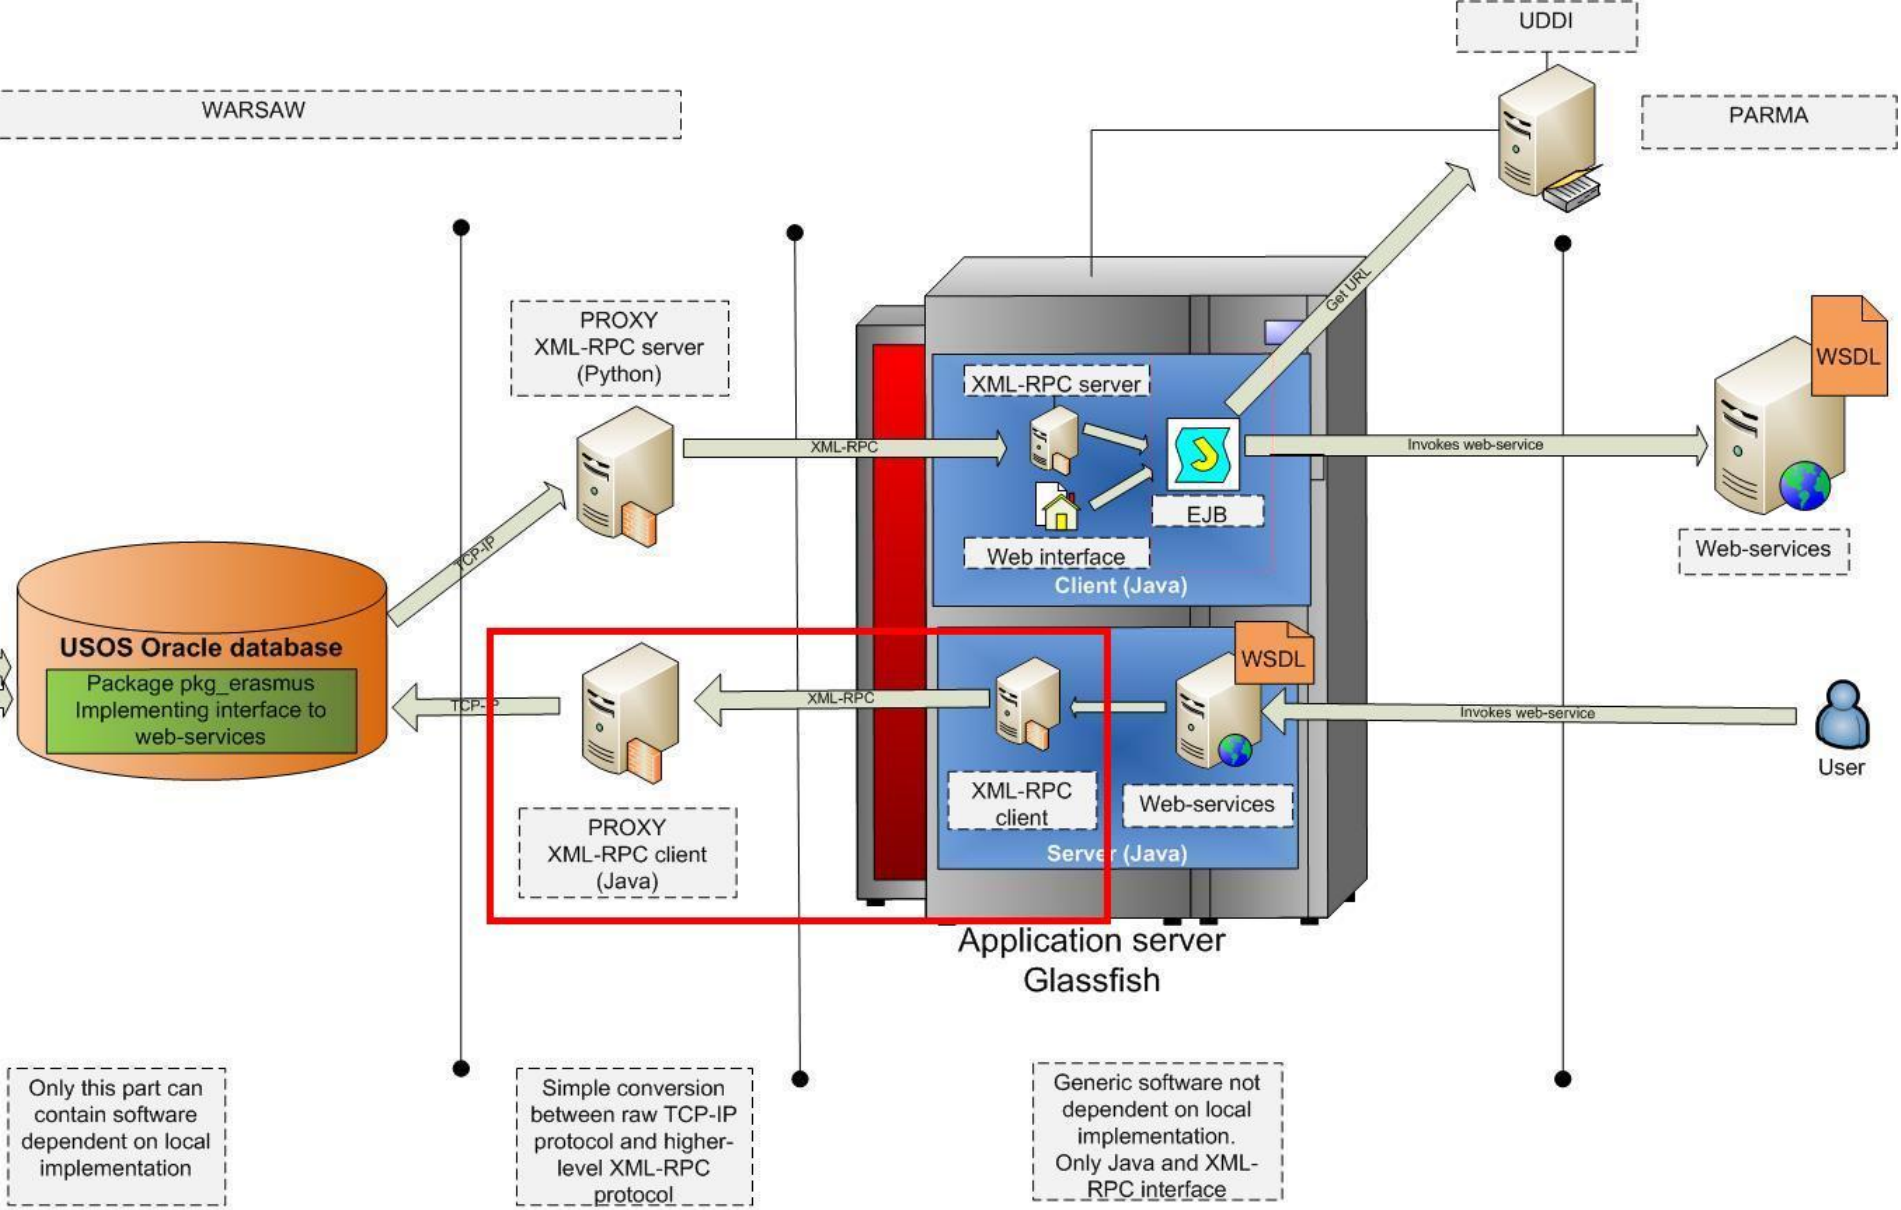 UDDI
WARSAW
PARMA
PROXY
XML-RPC server
(Python)
Get URL
WSDL
XML-RPC server
XML-RPC
Invokes web-service
EJB
Web interface
Client (Java)
Web-services
TCP-IP
USOS Oracle database
Package pkg_erasmus
Implementing interface to
web-services
WSDL
TCP-IP
XML-RPC
Invokes web-service
User
XML-RPC
client
Web-services
PROXY
XML-RPC client
(Java)
Server (Java)
Application server
Glassfish
Only this part can
contain software
dependent on local
implementation
Simple conversion
between raw TCP-IP
protocol and higher-
level XML-RPC
protocol
Generic software not
dependent on local
implementation.
Only Java and XML-
RPC interface